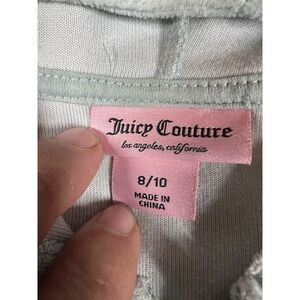 Juicy Couture
los angeles, california
8/10
MADE IN
CHINA